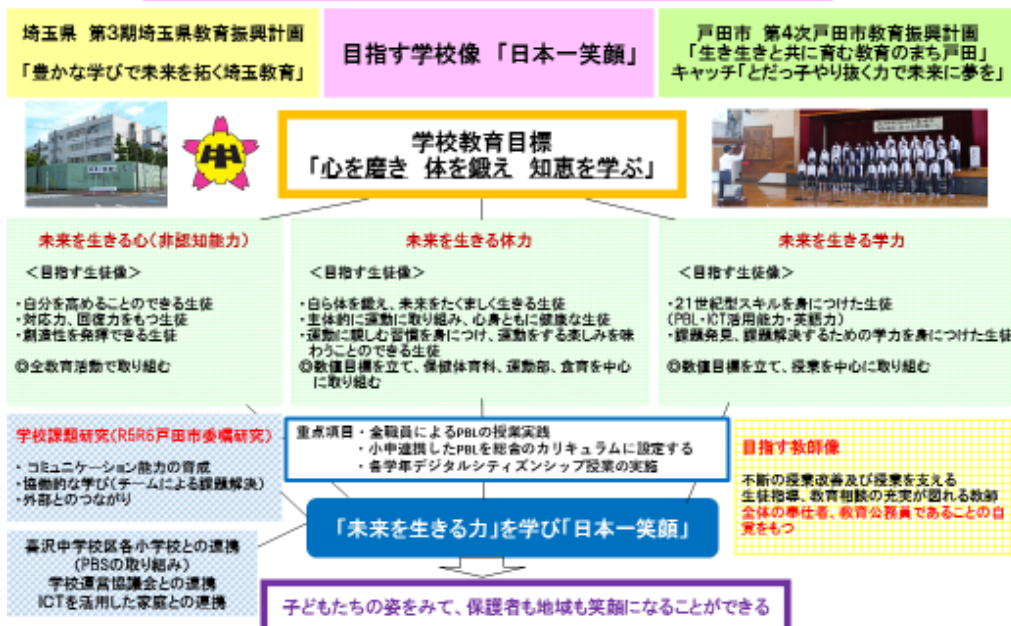 埼玉県 第3期埼玉県教育振興計画
「豊かな学びで未来を拓く埼玉教育」
目指す学校像 「日本一笑顔」
戸田市 第4次戸田市教育振興計画
「生き生きと共に育む教育のまち戸田」
キャッチ「とだっ子やり抜く力で未来に夢を」
中
学校教育目標
「心を磨き 体を鍛え 知恵を学ぶ」
未来を生きる心(非認知能力)
<目指す生徒像>
・自分を高めることのできる生徒
・対応力、回復力をもつ生徒
・創造性を発揮できる生徒
◎全教育活動で取り組む
未来を生きる体力
<目指す生徒像>
・自ら体を鍛え、未来をたくましく生きる生徒
・主体的に運動に取り組み、心身ともに健康な生徒
・運動に親しむ習慣を身につけ、運動をする楽しみを味
わうことのできる生徒
◎数値目標を立て、保健体育科、運動部、食育を中心
に取り組む
未来を生きる学力
<目指す生徒像>
・21世紀型スキルを身につけた生徒
(PBL・ICT活用能力・英語力)
・課題発見、課題解決するための学力を身につけた生徒
◎数値目標を立て、授業を中心に取り組む
学校課題研究(R5R6戸田市委嘱研究)
・コミュニケーション能力の育成
・協働的な学び(チームによる課題解決)
・外部とのつながり
重点項目・全職員によるPBLの授業実践
・小中連携したPBLを総合のカリキュラムに設定する
・各学年デジタルシティズンシップ授業の実施
目指す教師像
不断の授業改善及び授業を支える
生徒指導、教育相談の充実が図れる教師
全体の奉仕者、教育公務員であることの自
覚をもつ
「未来を生きる力」を学び「日本一笑顔」
喜沢中学校区各小学校との連携
(PBSの取り組み)
学校運営協議会との連携
ICTを活用した家庭との連携
子どもたちの姿をみて、保護者も地域も笑顔になることができる